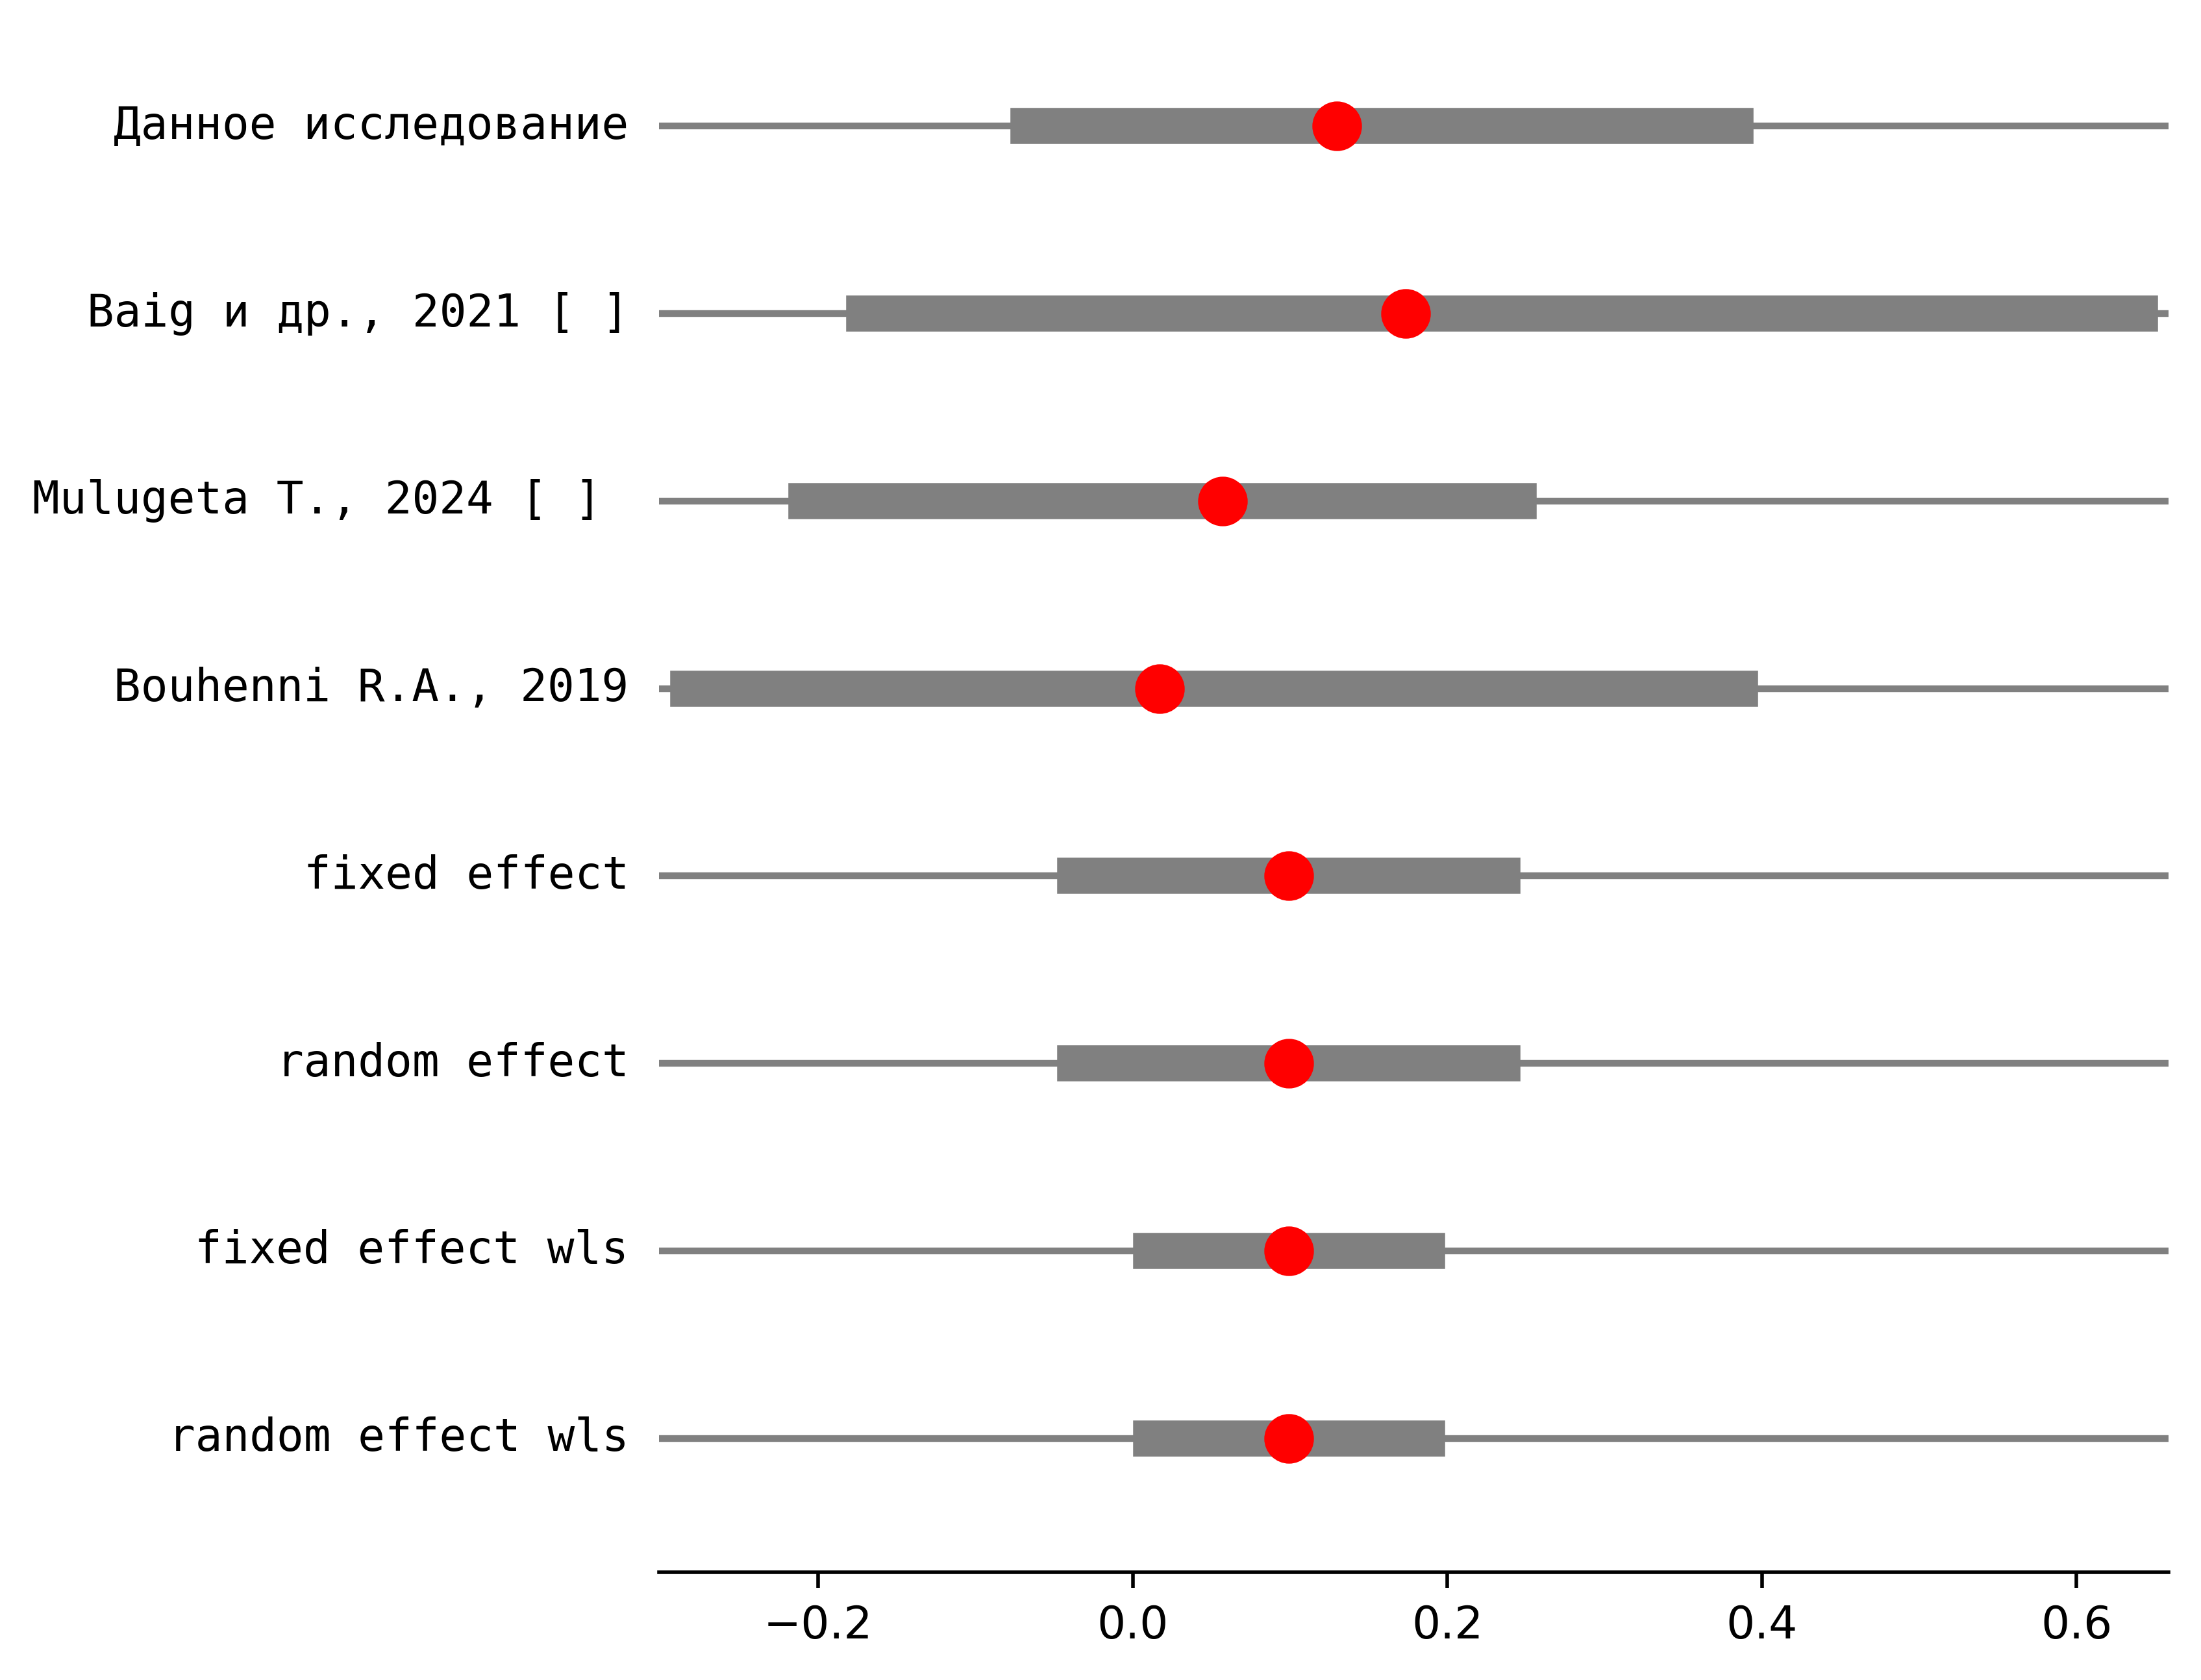 Данное исследование
Baig и др., 2021 [ ]
Mulugeta T., 2024 [ ]
Bouhenni R.A., 2019
fixed effect
random effect
fixed effect wls
random effect wls
−0.2 0.0 0.2 0.4 0.6